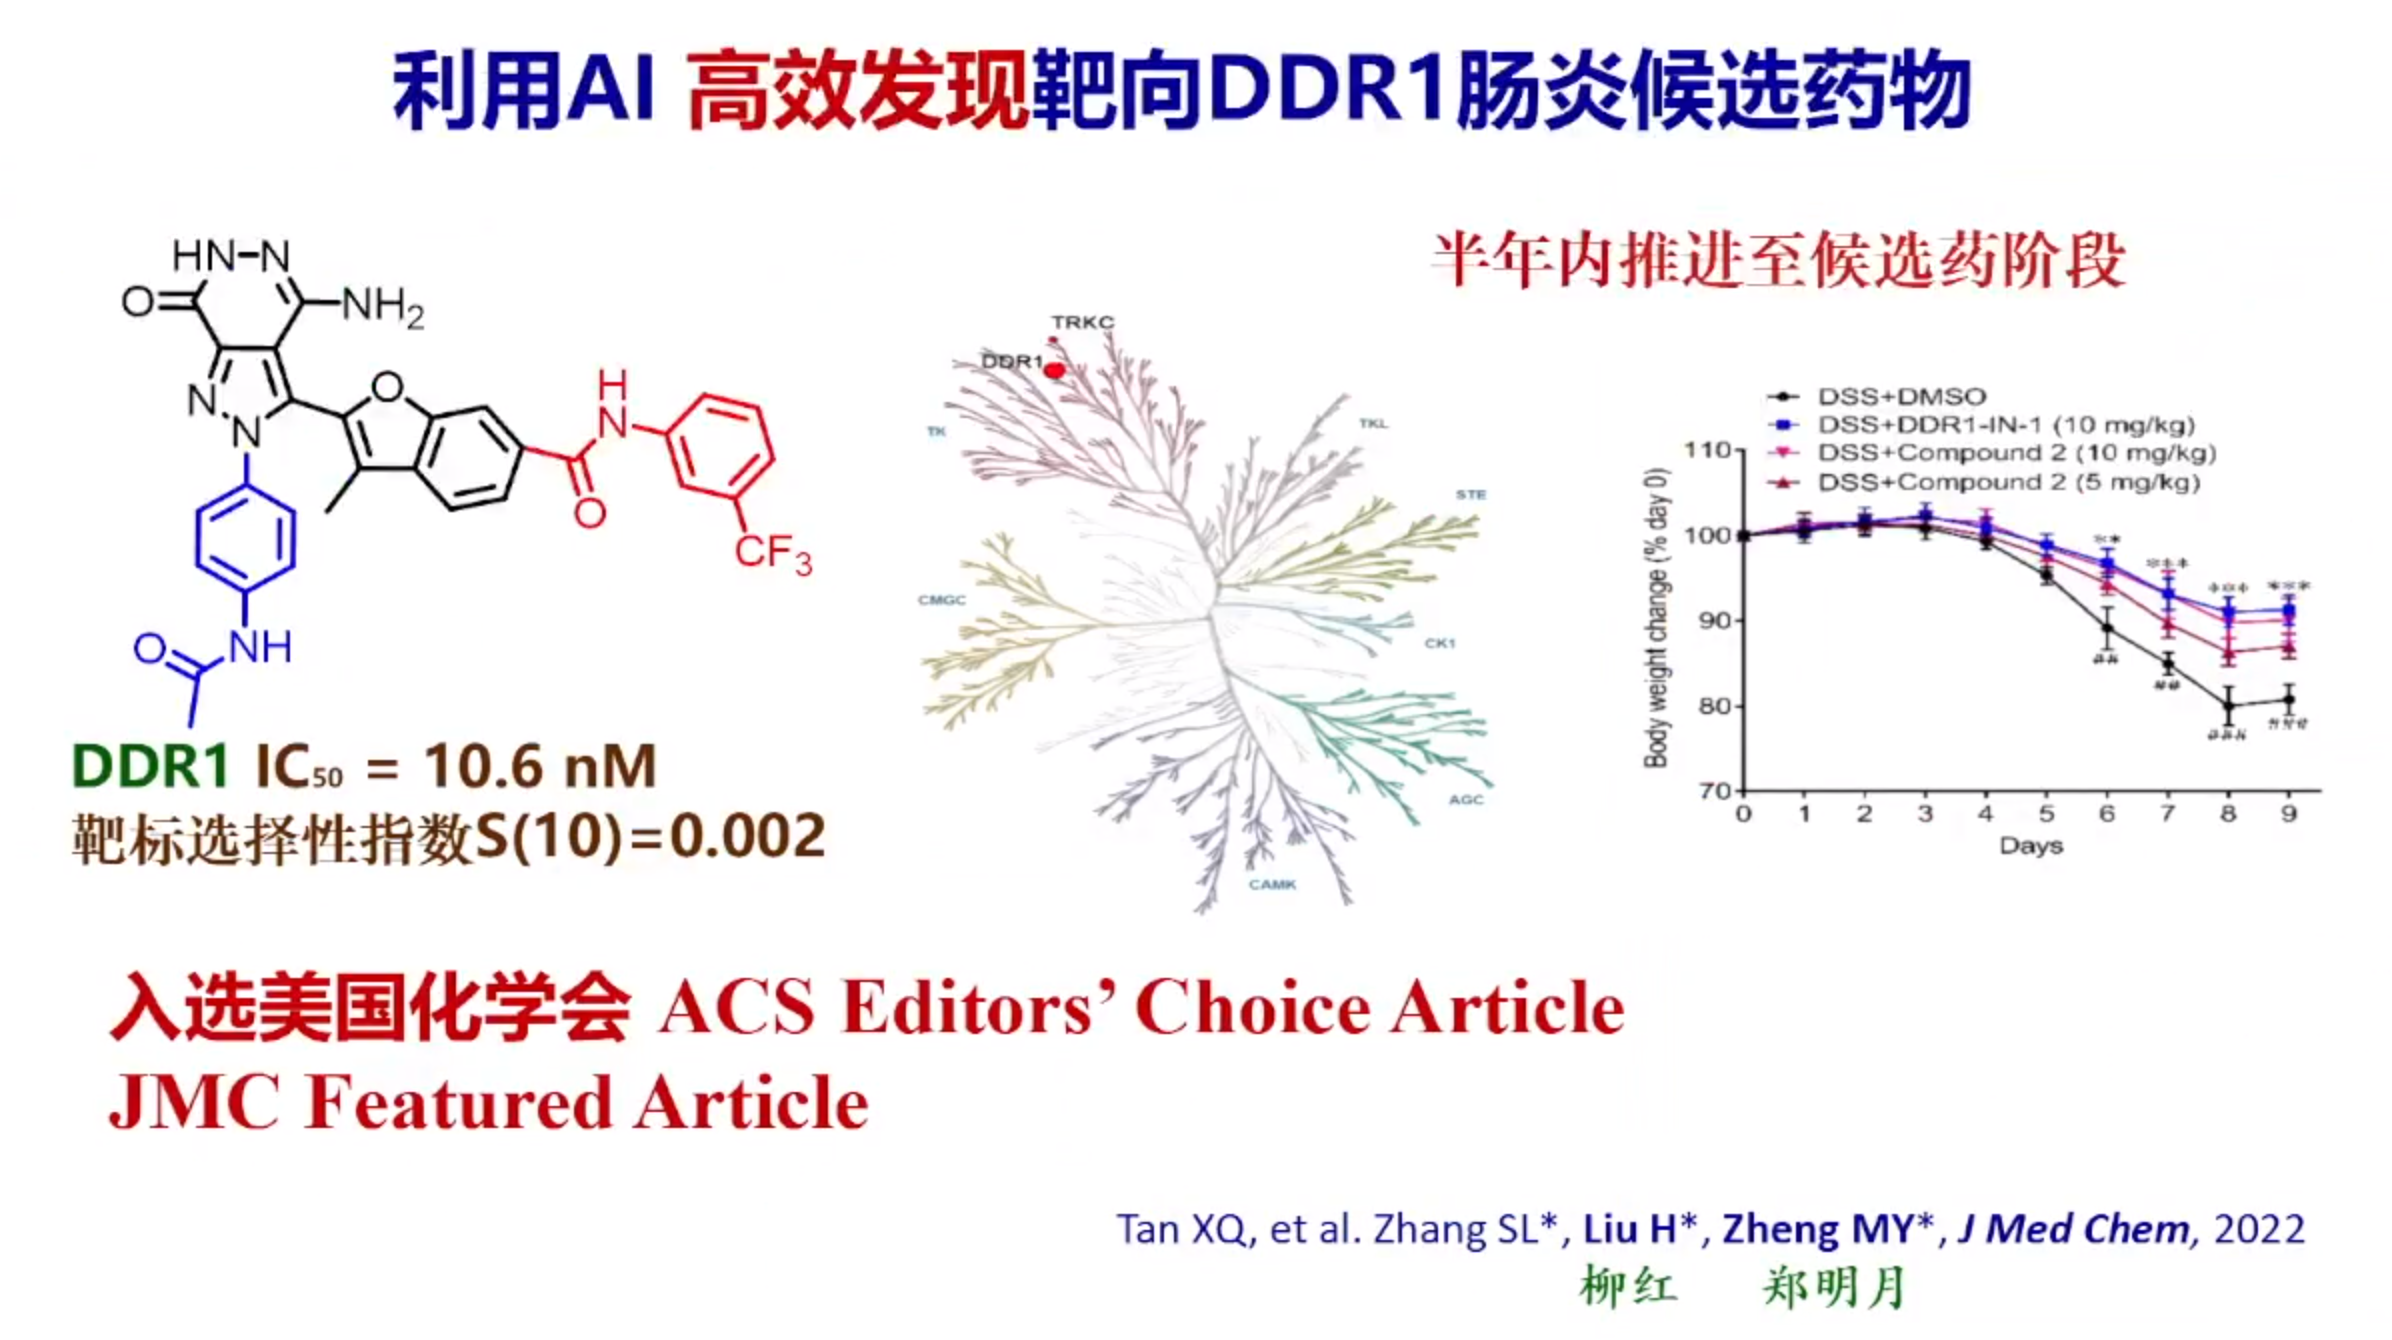 利用AI 高效发现靶向DDR1肠炎候选药物
半年内推进至候选药阶段
HN-N
O
NH2
N
N
O
H
N
O
CF3
O
NH
DDR1 IC50 = 10.6 nM
靶标选择性指数S(10)=0.002
TRKC
DDR1
TK
TKL
STE
CMGC
CK1
AGC
CAMK
DSS+DMSO
DSS+DDR1-IN-1 (10 mg/kg)
DSS+Compound 2 (10 mg/kg)
DSS+Compound 2 (5 mg/kg)
Body weight change (% day 0)
110
100
90
80
70
**
***
***
***
##
##
###
###
0 1 2 3 4 5 6 7 8 9
Days
入选美国化学会 ACS Editors’ Choice Article
JMC Featured Article
Tan XQ, et al. Zhang SL*, Liu H*, Zheng MY*, J Med Chem, 2022
柳红 郑明月